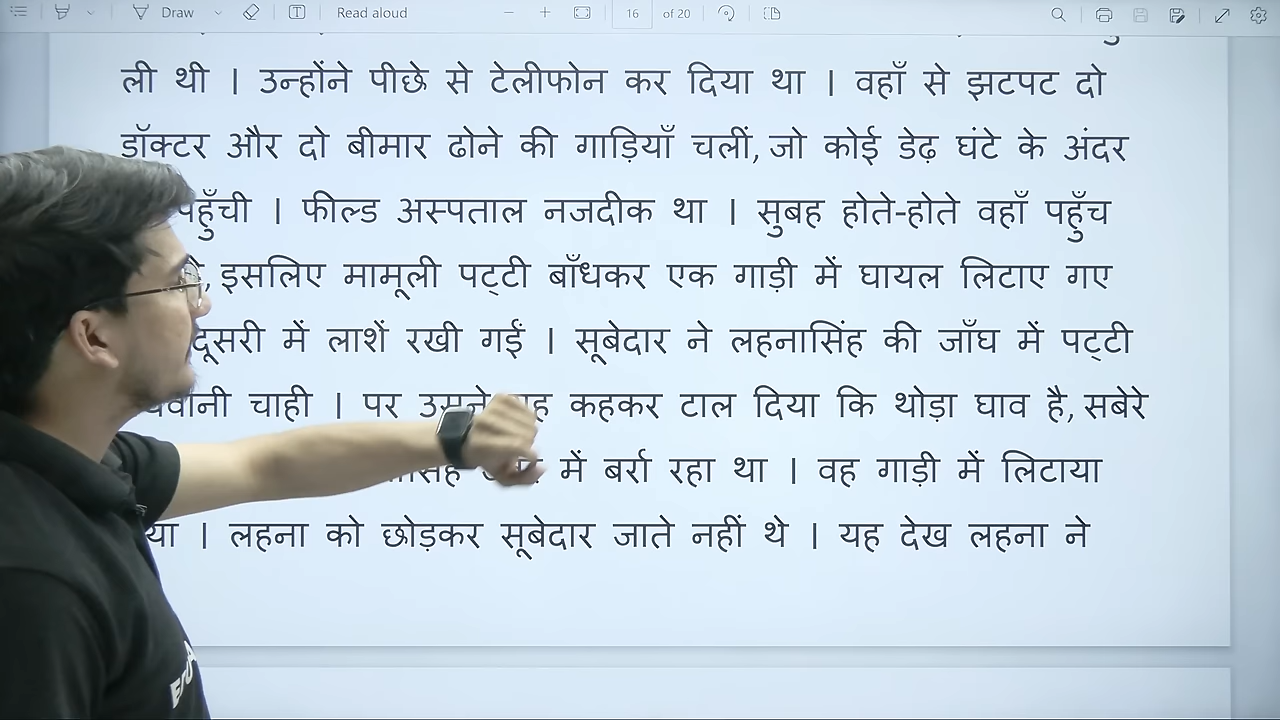 Draw Read aloud 16 of 20
ली थी । उन्होंने पीछे से टेलीफोन कर दिया था । वहाँ से झटपट दो
डॉक्टर और दो बीमार ढोने की गाड़ियाँ चलीं, जो कोई डेढ़ घंटे के अंदर
पहुँची । फील्ड अस्पताल नजदीक था । सुबह होते-होते वहाँ पहुँच
इसलिए मामूली पट्टी बाँधकर एक गाड़ी में घायल लिटाए गए
दूसरी में लाशें रखी गईं । सूबेदार ने लहनासिंह की जाँघ में पट्टी
चाही । पर उसने यह कहकर टाल दिया कि थोड़ा घाव है, सबेरे
में बर्रा रहा था । वह गाड़ी में लिटाया
। लहना को छोड़कर सूबेदार जाते नहीं थे । यह देख लहना ने